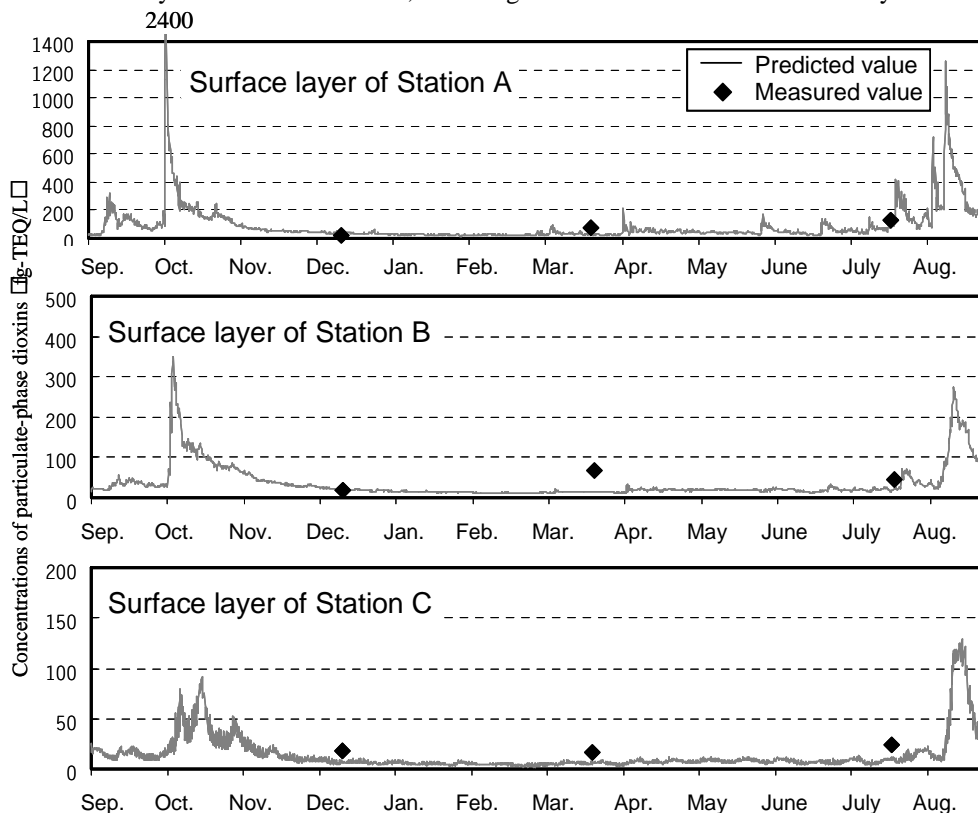 2400
Concentrations of particulate-phase dioxins □fg-TEQ/L□
1400
1200
1000
800
600
400
200
0
Surface layer of Station A
Predicted value
Measured value
Sep. Oct. Nov. Dec. Jan. Feb. Mar. Apr. May June July Aug.
500
400
300
200
100
0
Surface layer of Station B
Sep. Oct. Nov. Dec. Jan. Feb. Mar. Apr. May June July Aug.
200
150
100
50
0
Surface layer of Station C
Sep. Oct. Nov. Dec. Jan. Feb. Mar. Apr. May June July Aug.